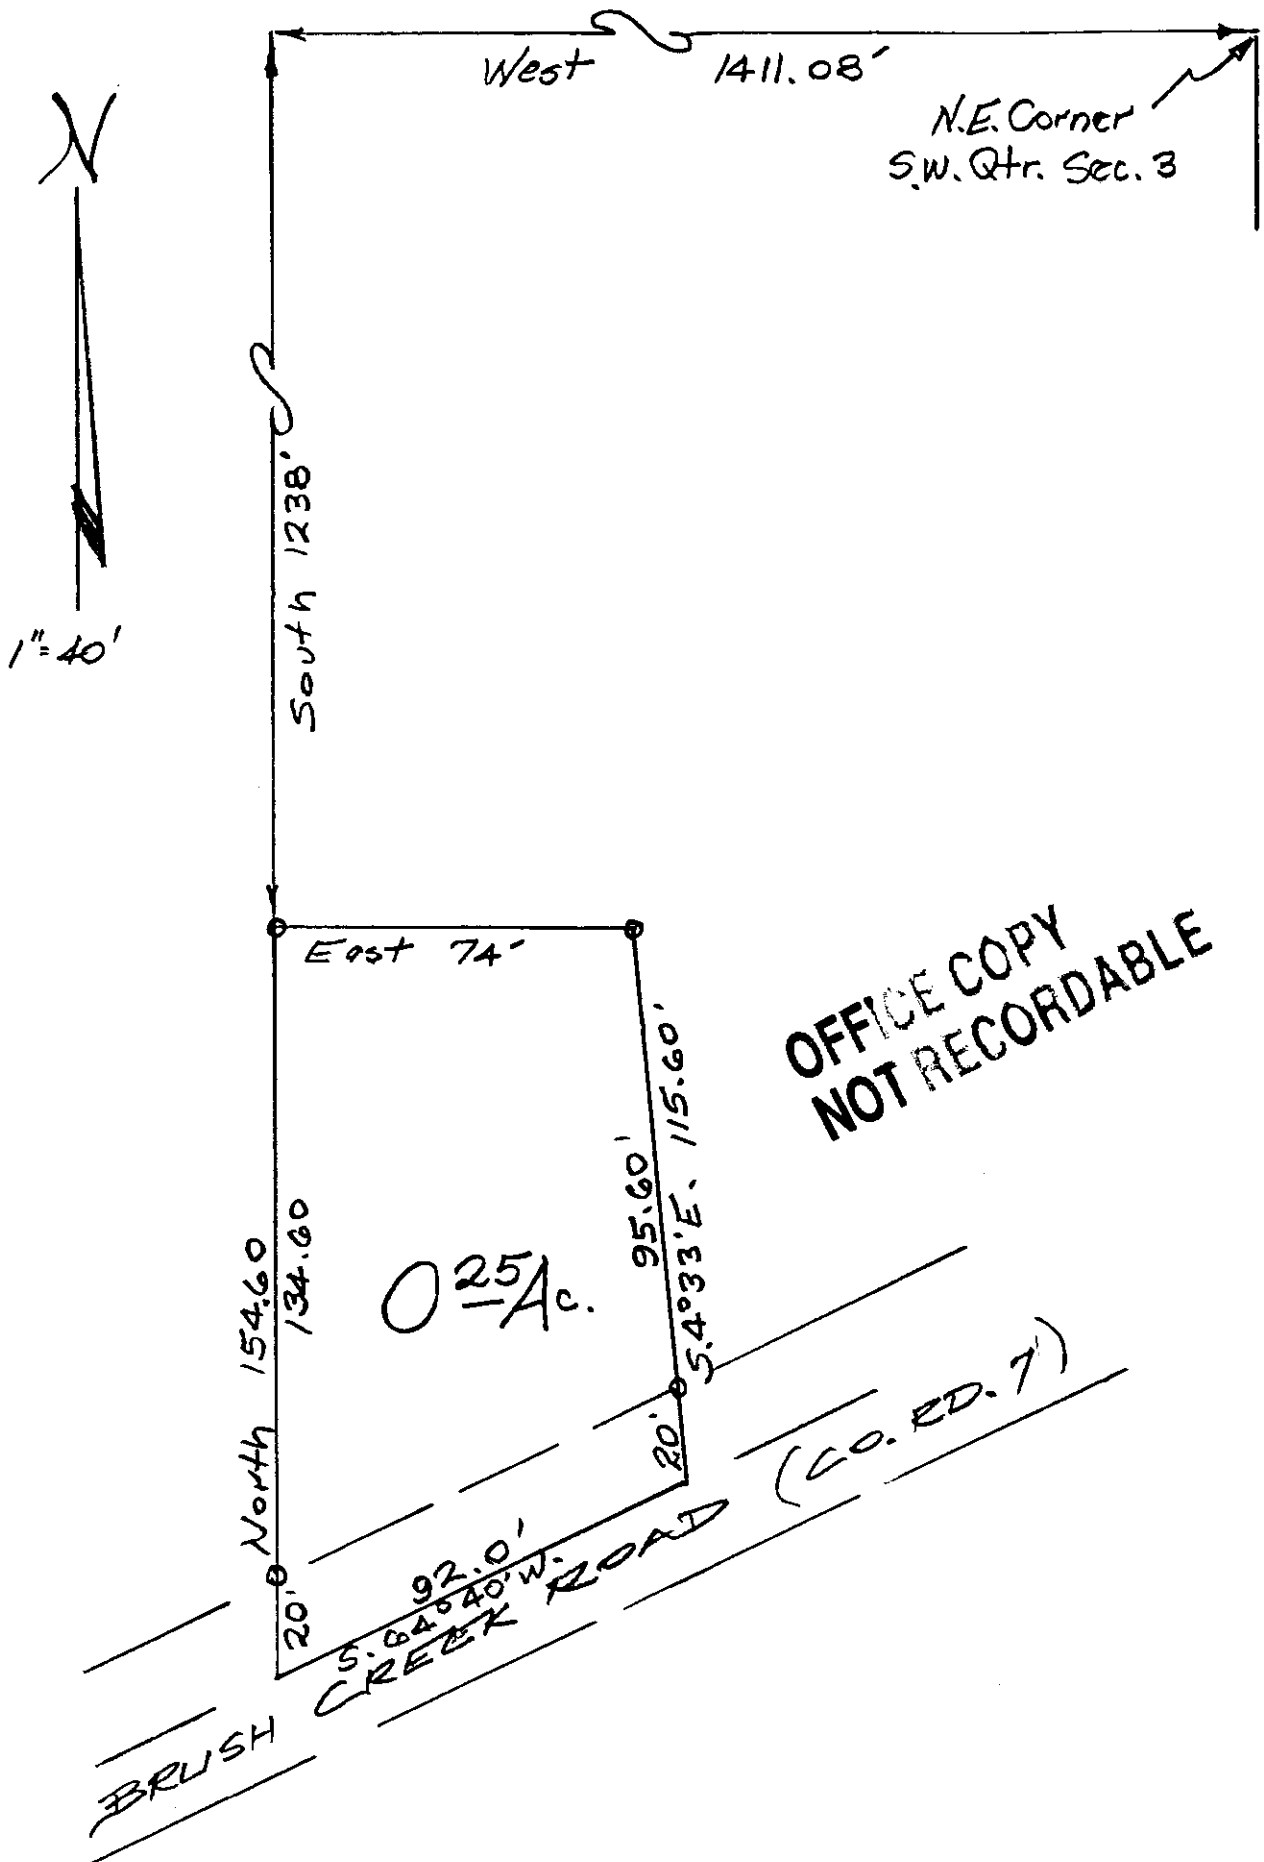 West 1411.08'
N
N.E. Corner
S.W. Qtr. Sec. 3
South 1238'
1"=40'
East 74'
OFFICE COPY
NOT RECORDABLE
95.60'
S.4°33'E. 115.60'
North 154.60
134.60
0 25 Ac.
20'
20'
92.0'
S.64°40'W.
BRUSH CREEK ROAD (CO. RD. 7)